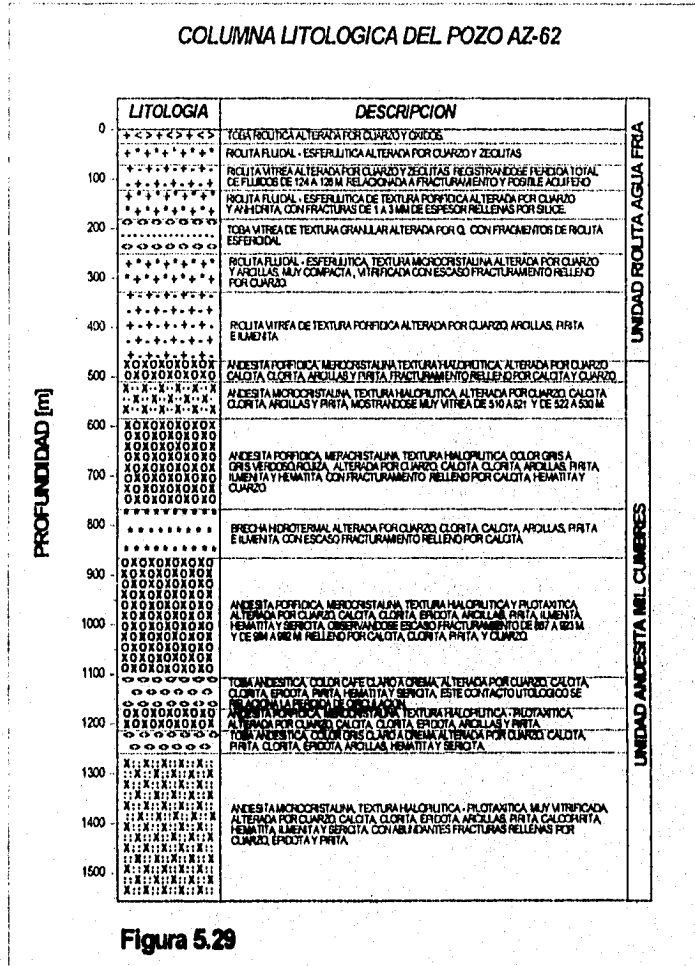 COLUMNA LITOLOGICA DEL POZO AZ-62
LITOLOGIA
DESCRIPCION
PROFUNDIDAD [m]
0
100
200
300
400
500
600
700
800
900
1000
1100
1200
1300
1400
1500
TOBA RIOLITICA ALTERADA POR CUARZO Y OXIDOS.
RIOLITA FLUIDAL - ESFERULITICA ALTERADA POR CUARZO Y ZEOLITAS
RIOLITA VITREA ALTERADA POR CUARZO Y ZEOLITAS REGISTRANDOSE PERDIDA TOTAL
DE FLUIDOS DE 124 A 126 M. RELACIONADA A FRACTURAMIENTO Y POSIBLE ACUIFERO
RIOLITA FLUIDAL - ESFERULITICA DE TEXTURA PORFIDICA ALTERADA POR CUARZO
Y ANHIDRITA, CON FRACTURAS DE 1 A 3 MM DE ESPESOR RELLENAS POR SILICE.
TOBA VITREA DE TEXTURA GRANULAR ALTERADA POR Q. CON FRAGMENTOS DE RIOLITA
ESFEROIDAL
RIOLITA FLUIDAL - ESFERULITICA, TEXTURA MICROCRISTALINA ALTERADA POR CUARZO
Y ARCILLAS, MUY COMPACTA, VITRIFICADA CON ESCASO FRACTURAMIENTO RELLENO
POR CUARZO.
RIOLITA VITREA DE TEXTURA PORFIDICA ALTERADA POR CUARZO, ARCILLAS, PIRITA
E ILMENITA.
ANDESITA PORFIDICA, MEROCRISTALINA TEXTURA HIALOPILITICA, ALTERADA POR CUARZO
CALCITA, CLORITA, ARCILLAS Y PIRITA, FRACTURAMIENTO RELLENO POR CALCITA Y CUARZO
ANDESITA MICROCRISTALINA, TEXTURA HIALOPILITICA, ALTERADA POR CUARZO, CALCITA
CLORITA, ARCILLAS Y PIRITA, MOSTRANDOSE MUY VITREA DE 510 A 521 Y DE 522 A 530 M.
ANDESITA PORFIDICA, MERACRISTALINA, TEXTURA HIALOPILITICA, COLOR GRIS A
GRIS VERDOSO, ROJIZA, ALTERADA POR CUARZO, CALCITA, CLORITA, ARCILLAS, PIRITA,
ILMENITA Y HEMATITA, CON FRACTURAMIENTO RELLENO POR CALCITA, HEMATITA Y
CUARZO.
BRECHA HIDROTERMAL ALTERADA POR CUARZO, CLORITA, CALCITA, ARCILLAS, PIRITA
E ILMENITA, CON ESCASO FRACTURAMIENTO RELLENO POR CALCITA.
ANDESITA PORFIDICA, MEROCRISTALINA, TEXTURA HIALOPILITICA Y PILOTAXITICA,
ALTERADA POR CUARZO, CALCITA, CLORITA, EPIDOTA, ARCILLAS, PIRITA, ILMENITA,
HEMATITA Y SERICITA, OBSERVANDOSE ESCASO FRACTURAMIENTO DE 867 A 923 M.
Y DE 984 A 992 M. RELLENO POR CALCITA, CLORITA, PIRITA, Y CUARZO.
TOBA ANDESITICA, COLOR CAFE CLARO A CREMA, ALTERADA POR CUARZO, CALCITA,
CLORITA, EPIDOTA, PIRITA, HEMATITA Y SERICITA, ESTE CONTACTO LITOLOGICO SE
RELACIONA LA PERDIDA DE CIRCULACION.
ANDESITA PORFIDICA, MEROCRISTALINA, TEXTURA HIALOPILITICA - PILOTAXITICA,
ALTERADA POR CUARZO, CALCITA, CLORITA, EPIDOTA, ARCILLAS Y PIRITA.
TOBA ANDESITICA, COLOR GRIS CLARO A CREMA, ALTERADA POR CUARZO, CALCITA,
PIRITA, CLORITA, EPIDOTA, ARCILLAS, HEMATITA Y SERICITA.
ANDESITA MICROCRISTALINA, TEXTURA HIALOPILITICA - PILOTAXITICA, MUY VITRIFICADA,
ALTERADA POR CUARZO, CALCITA, CLORITA, EPIDOTA, ARCILLAS, PIRITA, CALCOPIRITA,
HEMATITA, ILMENITA Y SERICITA, CON ABUNDANTES FRACTURAS RELLENAS POR
CUARZO, EPIDOTA Y PIRITA.
UNIDAD RIOLITA AGUA FRIA
UNIDAD ANDESITA MIL CUMBRES
Figura 5.29